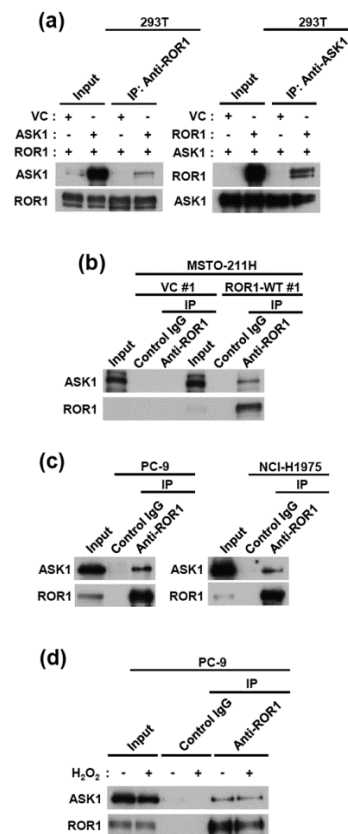 (a)
293T
293T
Input
IP: Anti-ROR1
Input
IP: Anti-ASK1
VC : + - + -
VC : + - + -
ASK1 : - + - +
ROR1 : - + - +
ROR1 : + + + +
ASK1 : + + + +
ASK1
ROR1
ROR1
ASK1
(b)
MSTO-211H
VC #1
ROR1-WT #1
IP
IP
Input
Control IgG
Anti-ROR1
Input
Control IgG
Anti-ROR1
ASK1
ROR1
(c)
PC-9
NCI-H1975
IP
IP
Input
Control IgG
Anti-ROR1
Input
Control IgG
Anti-ROR1
ASK1
ASK1
ROR1
ROR1
(d)
PC-9
IP
Input
Control IgG
Anti-ROR1
H₂O₂ : - + - + - +
ASK1
ROR1